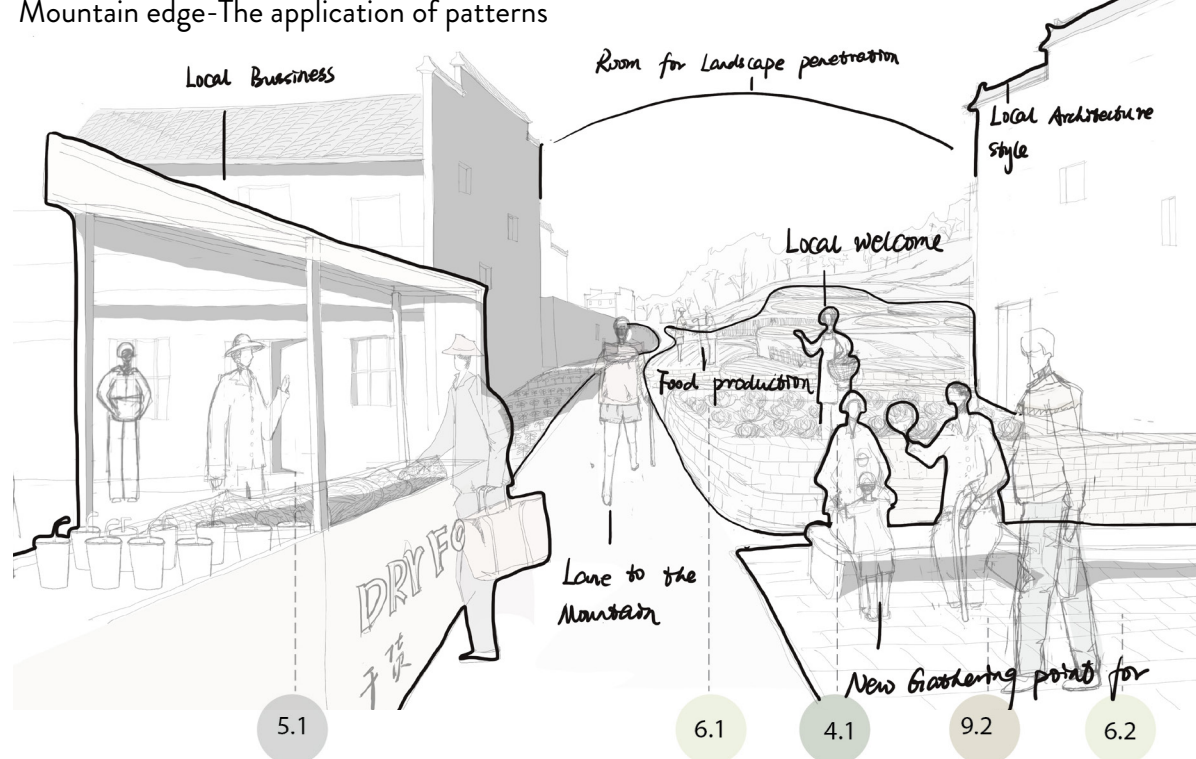 Mountain edge-The application of patterns
Local Bussiness
Room for Landscape penetration
Local Architecture
style
Local welcome
Food production
Lane to the
Mountain
DRY FO
干货
New Gathering point for
5.1
6.1
4.1
9.2
6.2